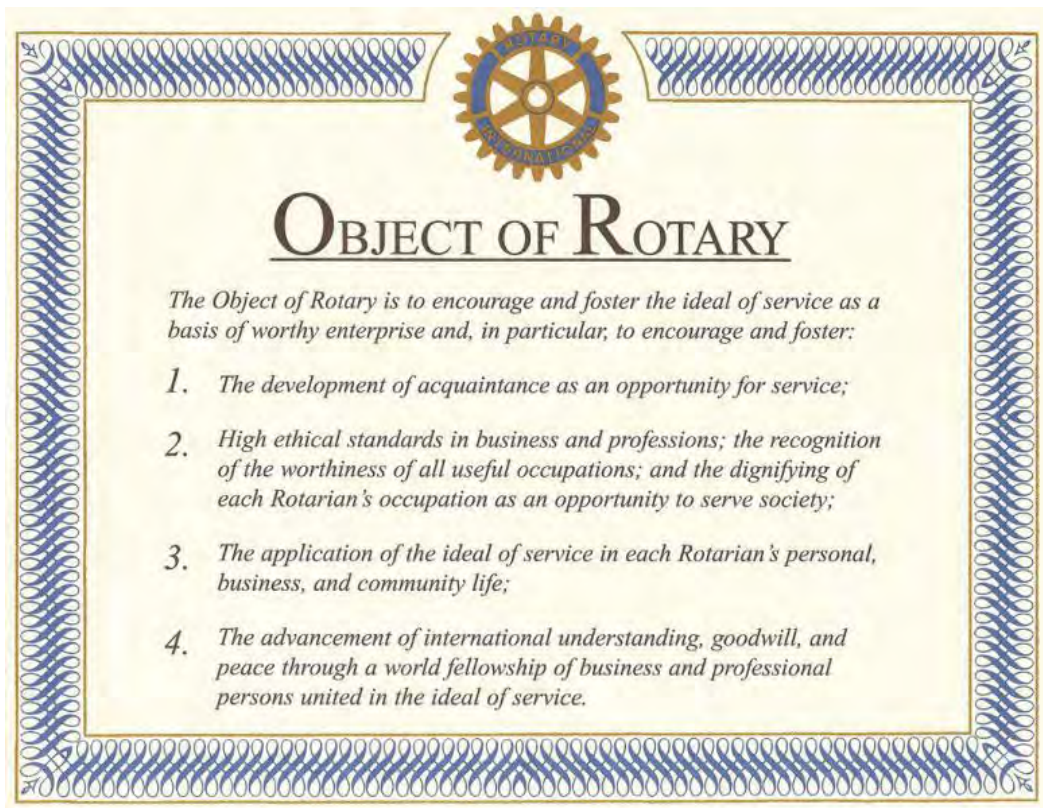 ROTARY
INTERNATIONAL
OBJECT OF ROTARY
The Object of Rotary is to encourage and foster the ideal of service as a
basis of worthy enterprise and, in particular, to encourage and foster:
1. The development of acquaintance as an opportunity for service;
2. High ethical standards in business and professions; the recognition
of the worthiness of all useful occupations; and the dignifying of
each Rotarian's occupation as an opportunity to serve society;
3. The application of the ideal of service in each Rotarian's personal,
business, and community life;
4. The advancement of international understanding, goodwill, and
peace through a world fellowship of business and professional
persons united in the ideal of service.